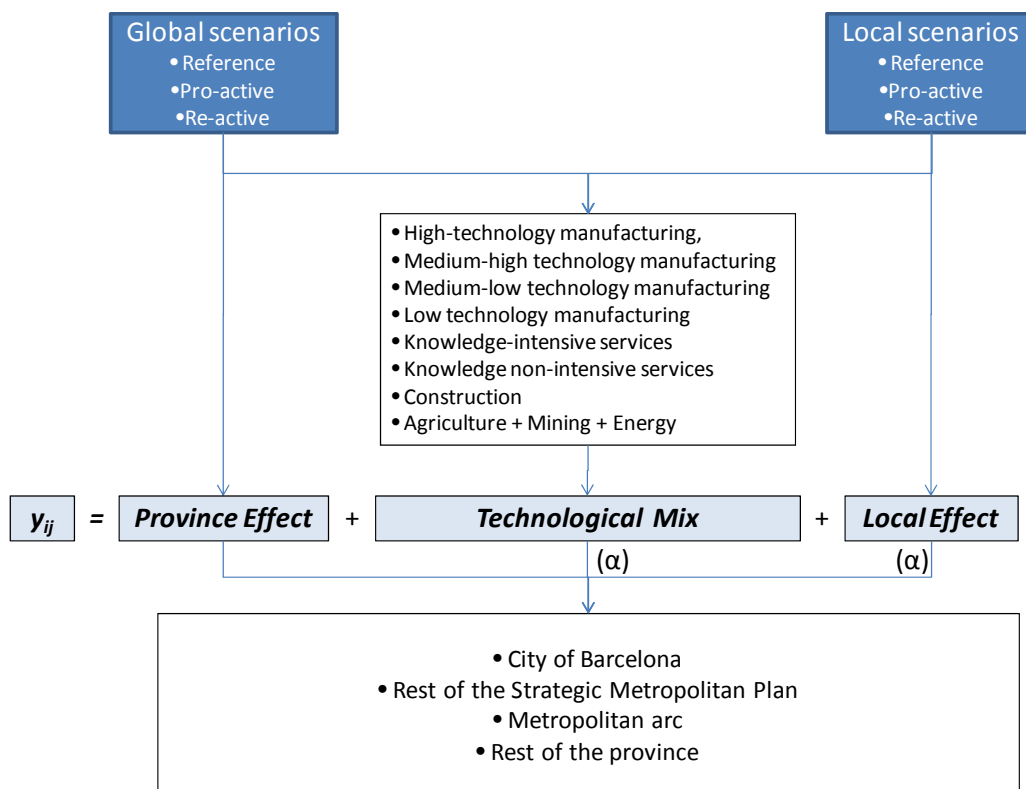 Global scenarios
•Reference
•Pro-active
•Re-active
Local scenarios
•Reference
•Pro-active
•Re-active
•High-technology manufacturing,
•Medium-high technology manufacturing
•Medium-low technology manufacturing
•Low technology manufacturing
•Knowledge-intensive services
•Knowledge non-intensive services
•Construction
•Agriculture + Mining + Energy
yij = Province Effect + Technological Mix + Local Effect
(α) (α)
•City of Barcelona
•Rest of the Strategic Metropolitan Plan
•Metropolitan arc
•Rest of the province